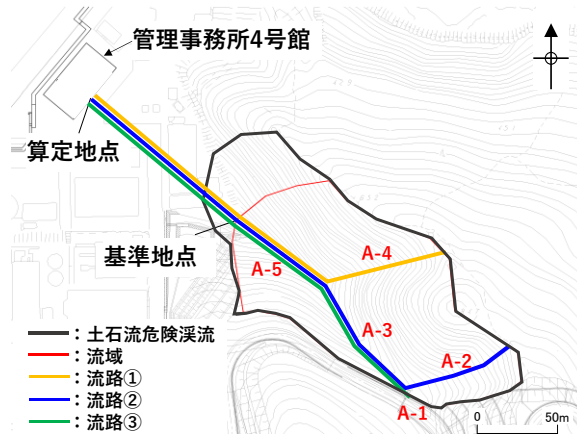 管理事務所4号館
算定地点
基準地点
A-4
A-5
A-3
A-2
A-1
：土石流危険渓流
：流域
：流路①
：流路②
：流路③
0 50m